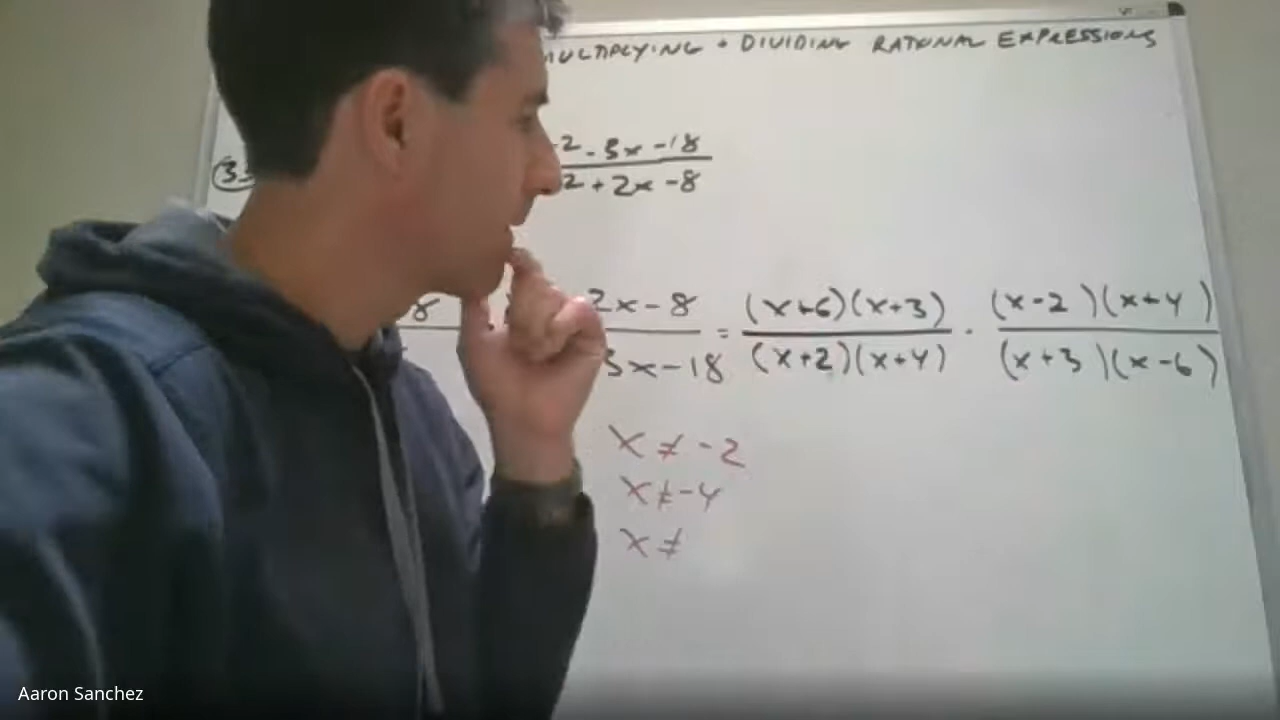 MULTIPLYING + DIVIDING RATIONAL EXPRESSIONS
33
2 - 3x - 18
2 + 2x - 8
8 . 2x - 8 = (x+6)(x+3) . (x-2)(x+4)
3x - 18 (x+2)(x+4) (x+3)(x-6)
x ≠ -2
x ≠ -4
x ≠
Aaron Sanchez